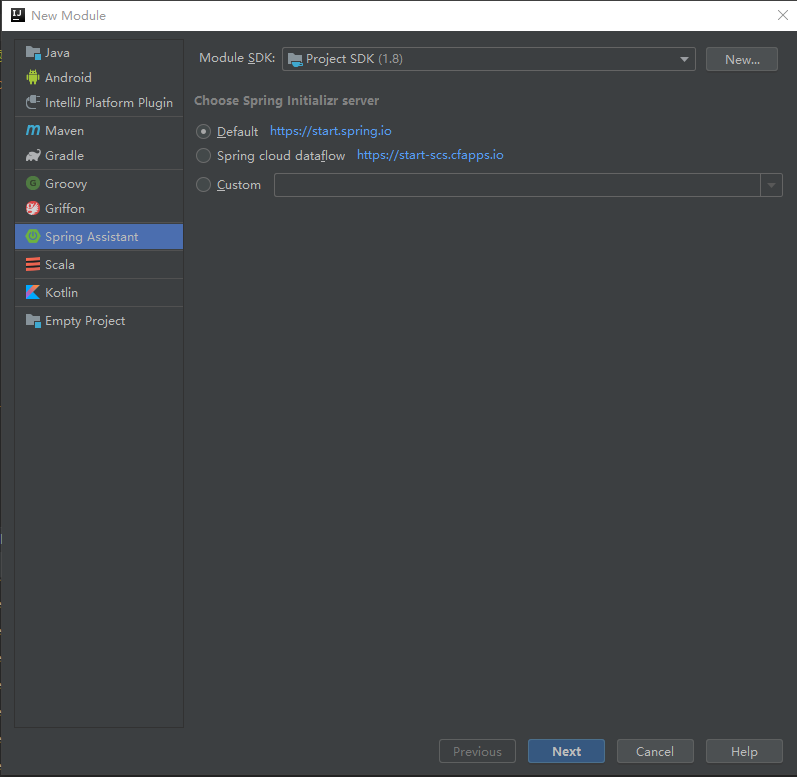 New Module
Java
Android
IntelliJ Platform Plugin
Maven
Gradle
Groovy
Griffon
Spring Assistant
Scala
Kotlin
Empty Project
Module SDK: Project SDK (1.8) New...
Choose Spring Initializr server
Default https://start.spring.io
Spring cloud dataflow https://start-scs.cfapps.io
Custom
Previous Next Cancel Help